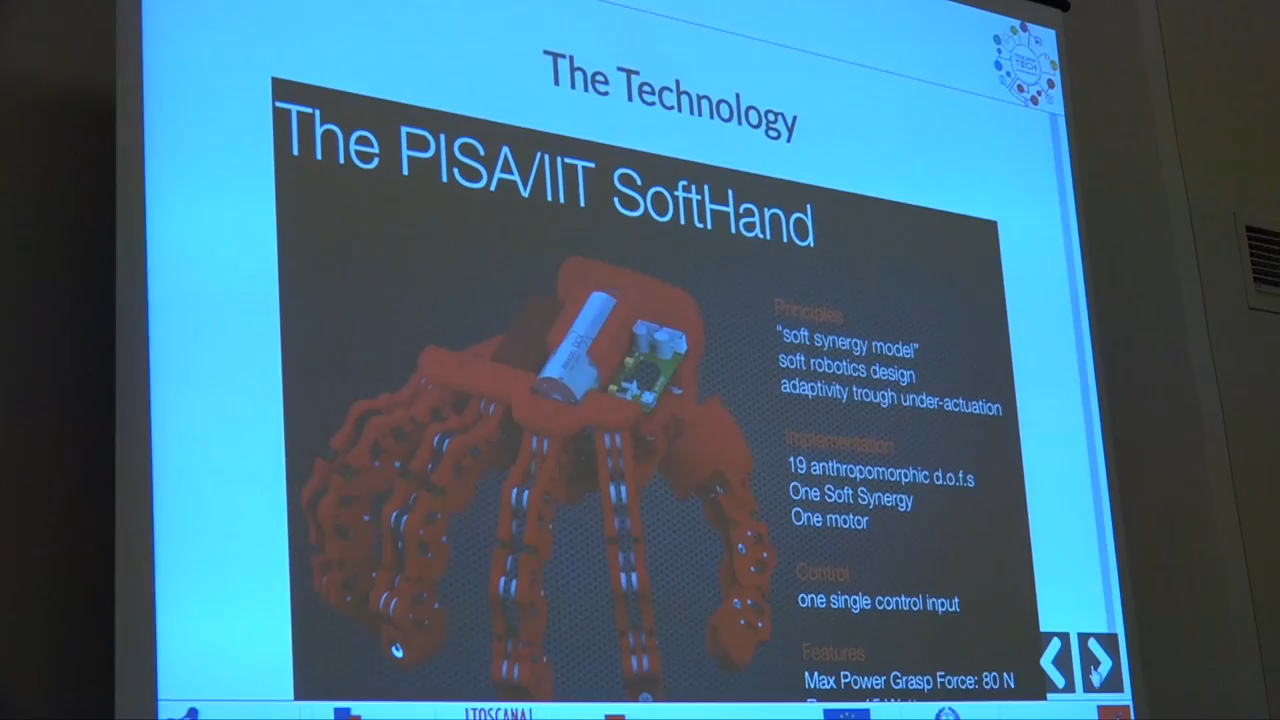 The Technology
The PISA/IIT SoftHand
Principles
"soft synergy model"
soft robotics design
adaptivity trough under-actuation
Implementation
19 anthropomorphic d.o.f.s
One Soft Synergy
One motor
Control
one single control input
Features
Max Power Grasp Force: 80 N
TECH